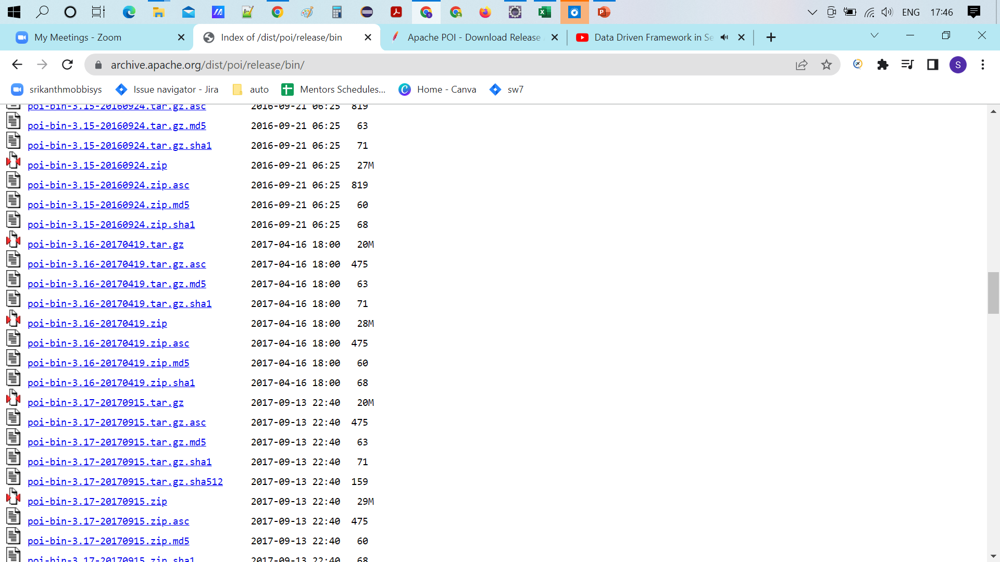 ENG 17:46
My Meetings - Zoom
Index of /dist/poi/release/bin
Apache POI - Download Release
Data Driven Framework in Se
archive.apache.org/dist/poi/release/bin/
S
srikanthmobbisys
Issue navigator - Jira
auto
Mentors Schedules...
Home - Canva
sw7
poi-bin-3.15-20160924.tar.gz.asc 2016-09-21 06:25 819
poi-bin-3.15-20160924.tar.gz.md5 2016-09-21 06:25 63
poi-bin-3.15-20160924.tar.gz.sha1 2016-09-21 06:25 71
poi-bin-3.15-20160924.zip 2016-09-21 06:25 27M
poi-bin-3.15-20160924.zip.asc 2016-09-21 06:25 819
poi-bin-3.15-20160924.zip.md5 2016-09-21 06:25 60
poi-bin-3.15-20160924.zip.sha1 2016-09-21 06:25 68
poi-bin-3.16-20170419.tar.gz 2017-04-16 18:00 20M
poi-bin-3.16-20170419.tar.gz.asc 2017-04-16 18:00 475
poi-bin-3.16-20170419.tar.gz.md5 2017-04-16 18:00 63
poi-bin-3.16-20170419.tar.gz.sha1 2017-04-16 18:00 71
poi-bin-3.16-20170419.zip 2017-04-16 18:00 28M
poi-bin-3.16-20170419.zip.asc 2017-04-16 18:00 475
poi-bin-3.16-20170419.zip.md5 2017-04-16 18:00 60
poi-bin-3.16-20170419.zip.sha1 2017-04-16 18:00 68
poi-bin-3.17-20170915.tar.gz 2017-09-13 22:40 20M
poi-bin-3.17-20170915.tar.gz.asc 2017-09-13 22:40 475
poi-bin-3.17-20170915.tar.gz.md5 2017-09-13 22:40 63
poi-bin-3.17-20170915.tar.gz.sha1 2017-09-13 22:40 71
poi-bin-3.17-20170915.tar.gz.sha512 2017-09-13 22:40 159
poi-bin-3.17-20170915.zip 2017-09-13 22:40 29M
poi-bin-3.17-20170915.zip.asc 2017-09-13 22:40 475
poi-bin-3.17-20170915.zip.md5 2017-09-13 22:40 60
poi-bin-3.17-20170915.zip.sha1 2017-09-13 22:40 68